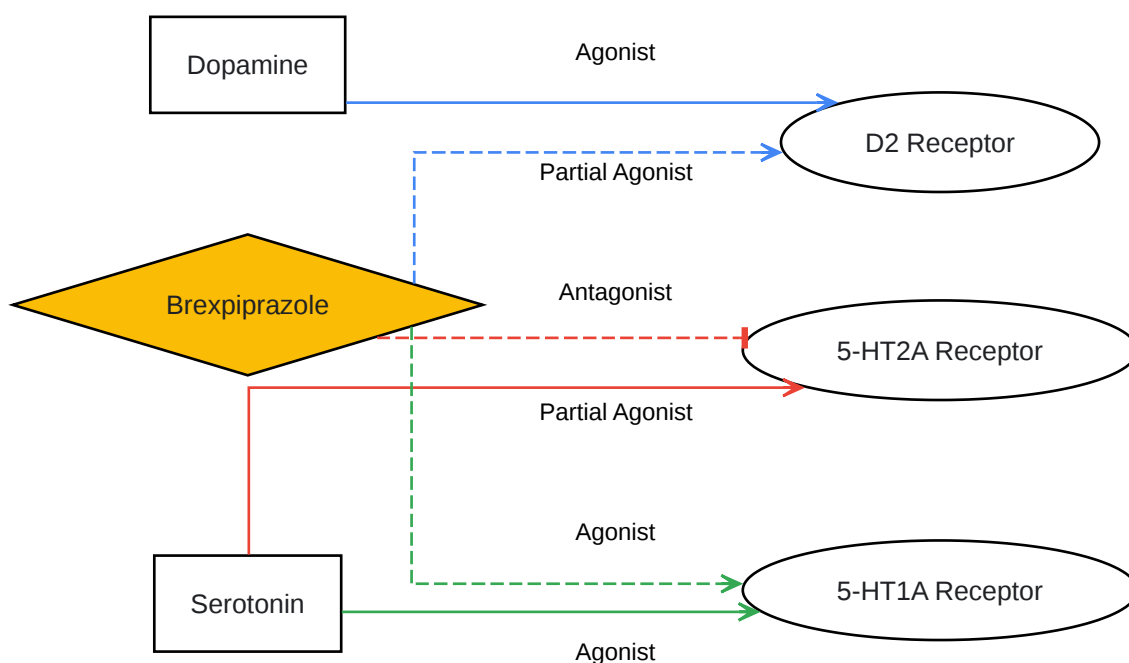 Agonist
Dopamine
D2 Receptor
Partial Agonist
Antagonist
Brexpiprazole
5-HT2A Receptor
Partial Agonist
Agonist
5-HT1A Receptor
Serotonin
Agonist